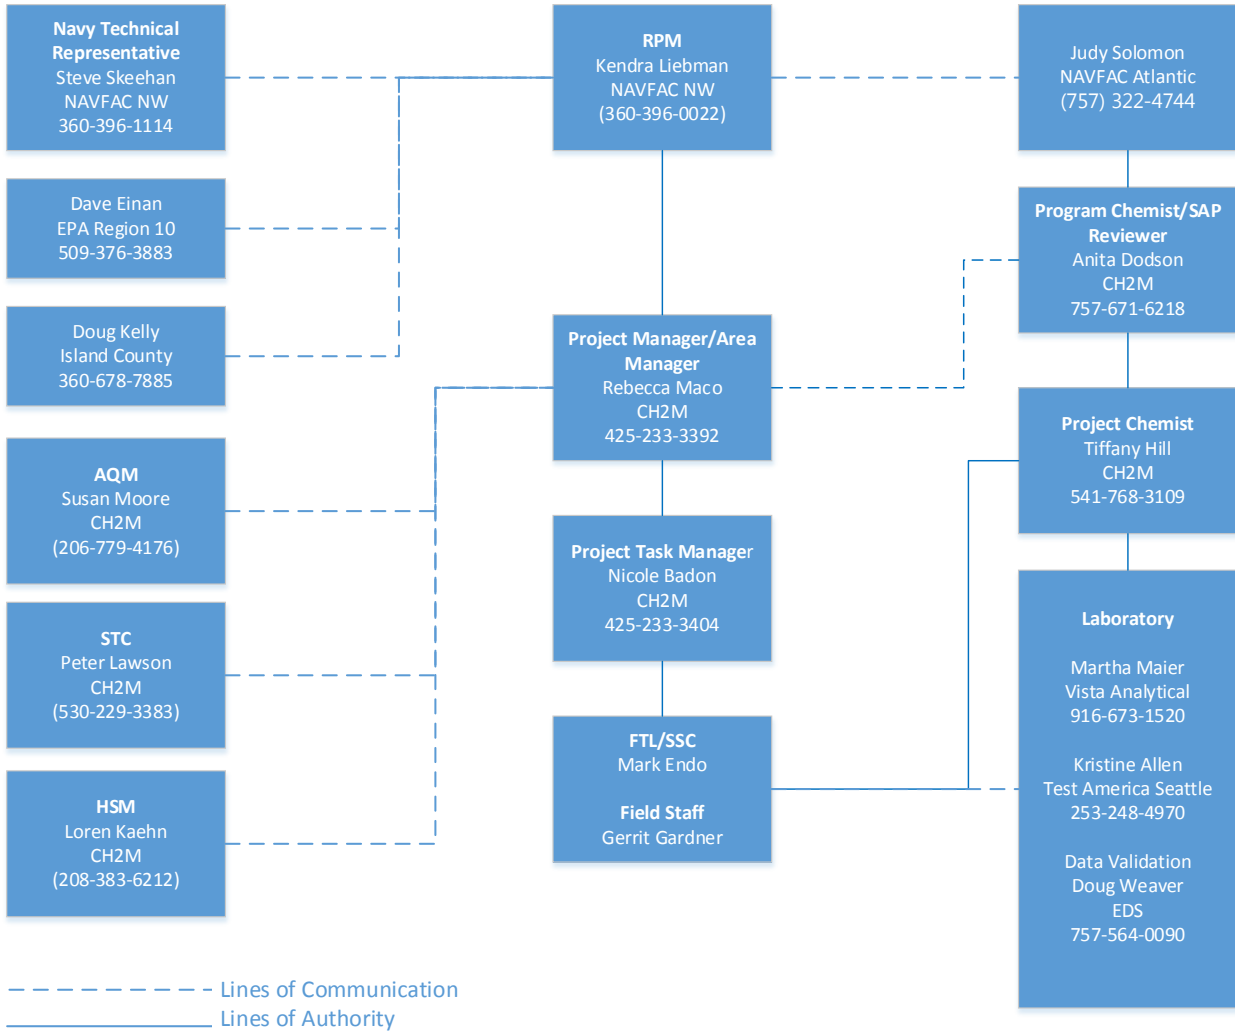 Navy Technical
Representative
Steve Skeehan
NAVFAC NW
360-396-1114
Dave Einan
EPA Region 10
509-376-3883
Doug Kelly
Island County
360-678-7885
AQM
Susan Moore
CH2M
(206-779-4176)
STC
Peter Lawson
CH2M
(530-229-3383)
HSM
Loren Kaehn
CH2M
(208-383-6212)
RPM
Kendra Liebman
NAVFAC NW
(360-396-0022)
Project Manager/Area
Manager
Rebecca Maco
CH2M
425-233-3392
Project Task Manager
Nicole Badon
CH2M
425-233-3404
FTL/SSC
Mark Endo
Field Staff
Gerrit Gardner
Judy Solomon
NAVFAC Atlantic
(757) 322-4744
Program Chemist/SAP
Reviewer
Anita Dodson
CH2M
757-671-6218
Project Chemist
Tiffany Hill
CH2M
541-768-3109
Laboratory
Martha Maier
Vista Analytical
916-673-1520
Kristine Allen
Test America Seattle
253-248-4970
Data Validation
Doug Weaver
EDS
757-564-0090
Lines of Communication
Lines of Authority